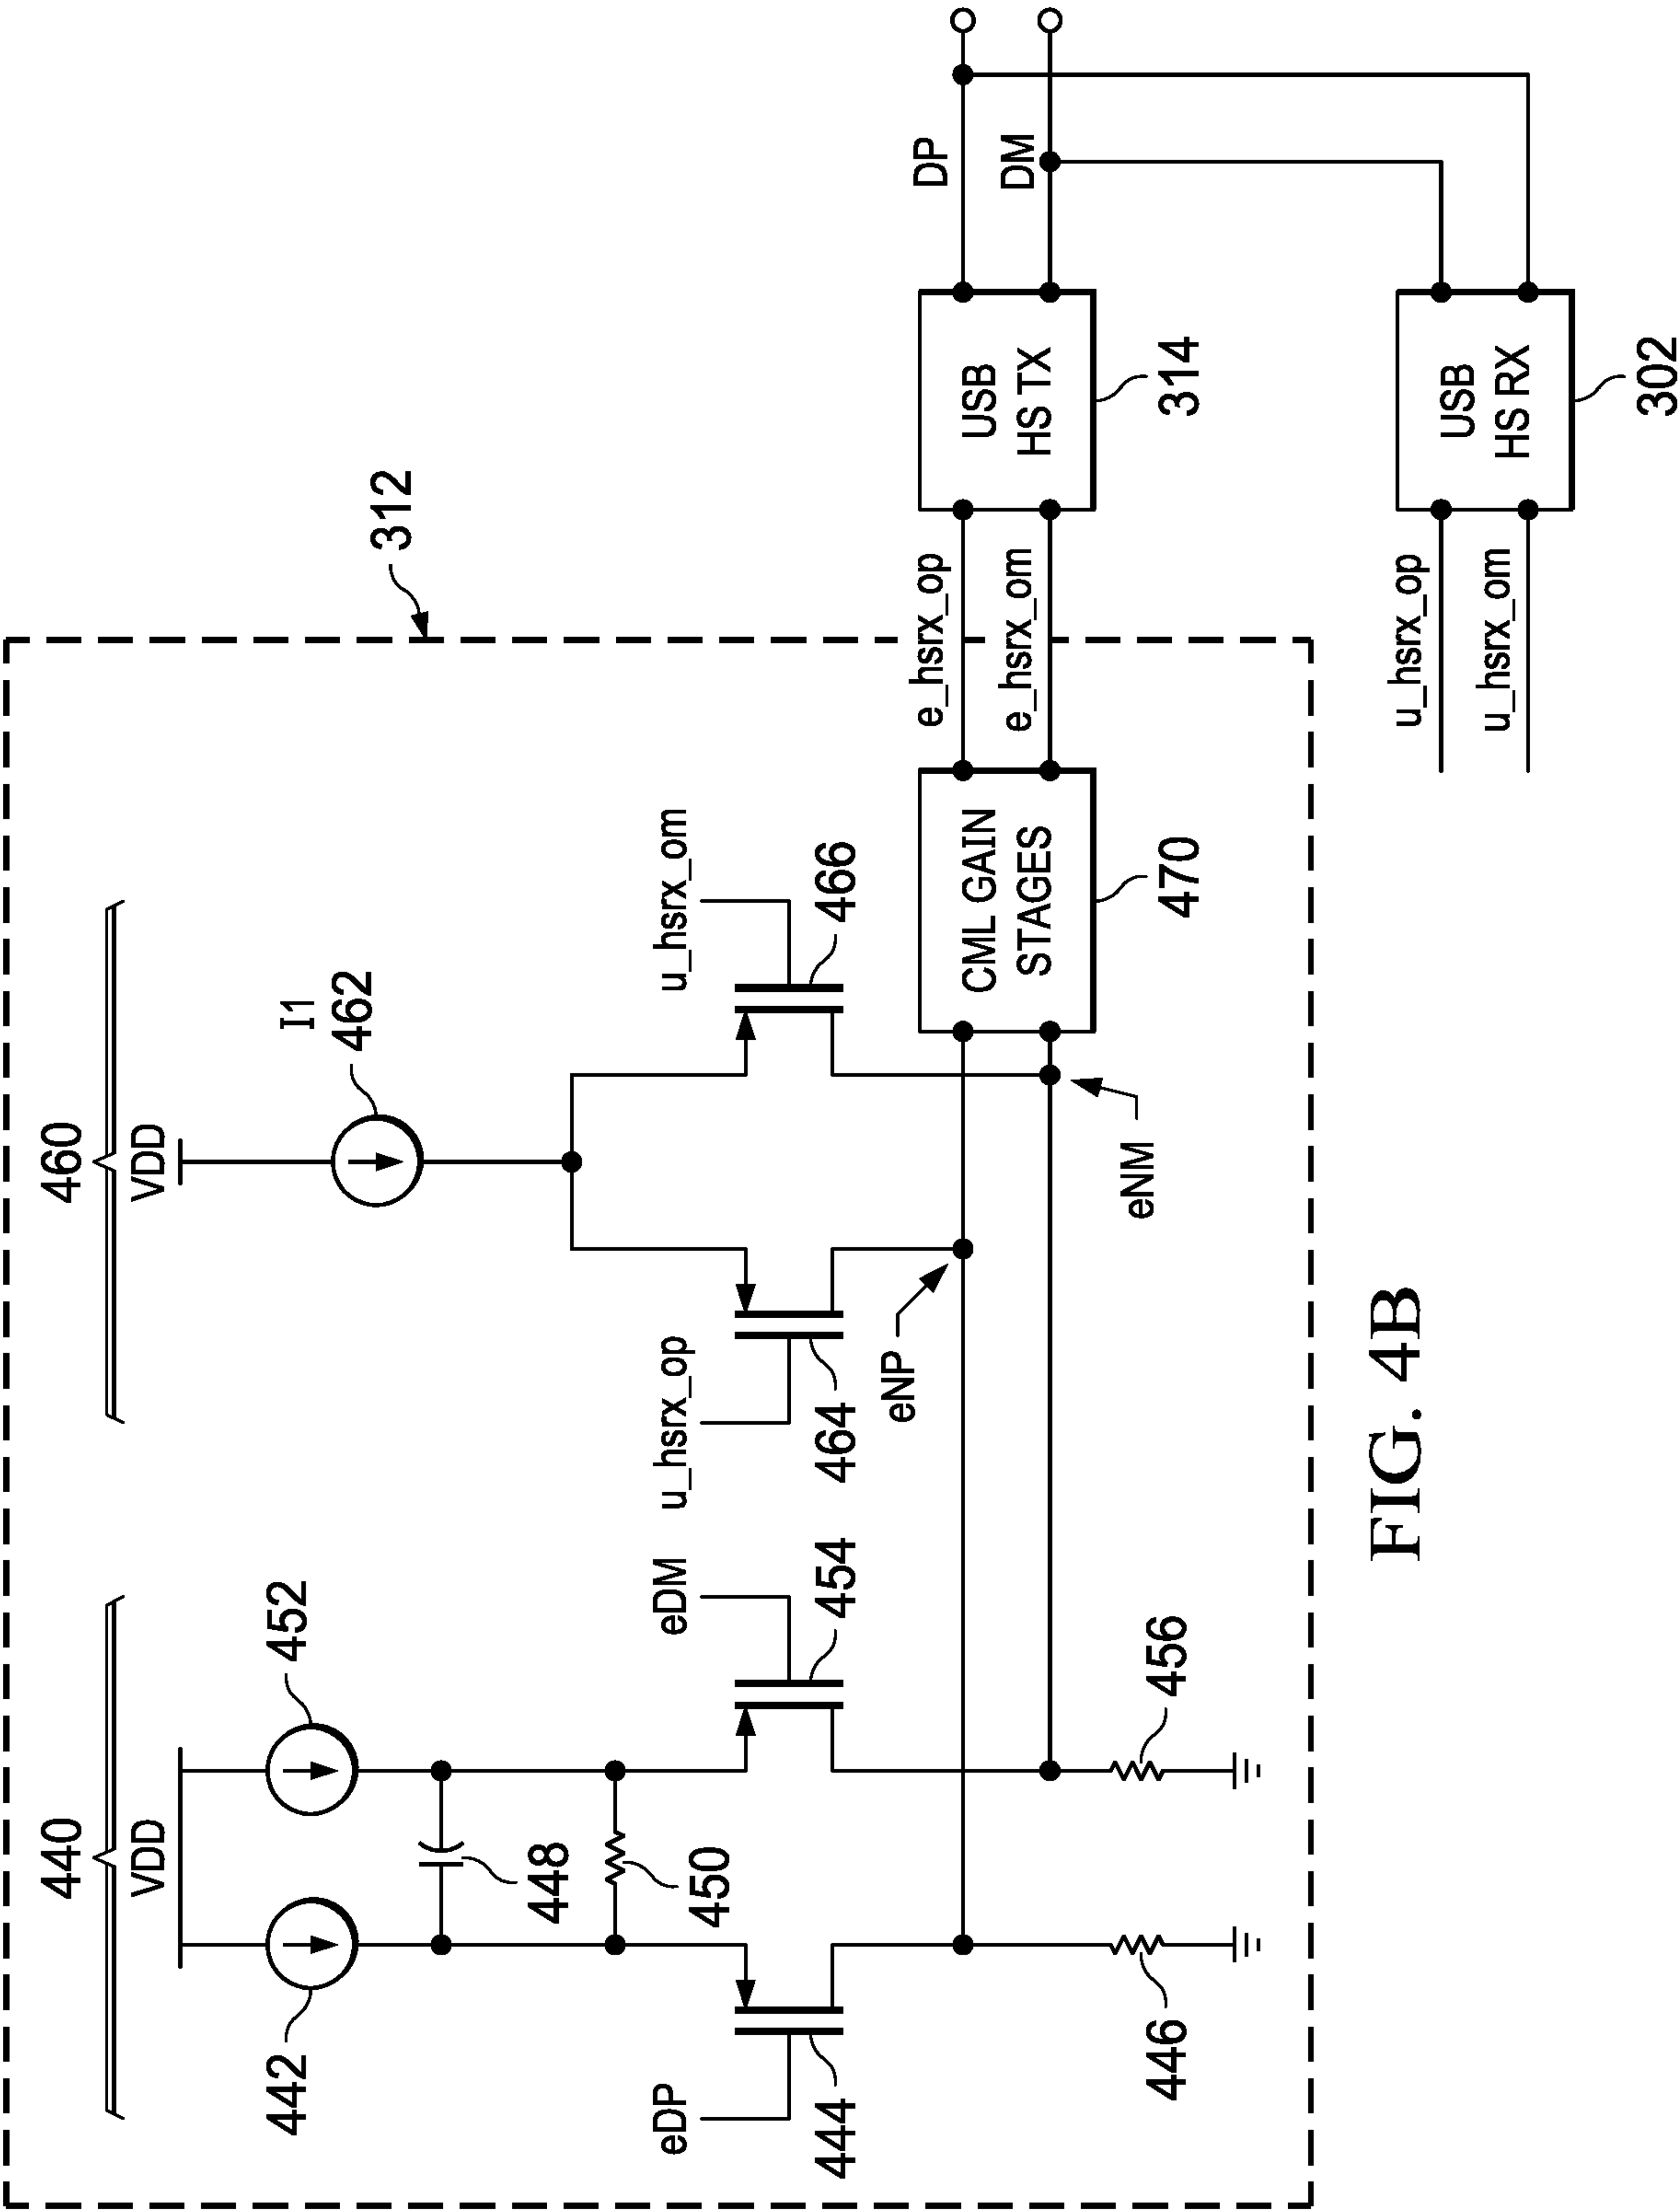 312
440
VDD
442
452
448
450
eDP
444
eDM
454
446
456
460
VDD
I1
462
u_hsrx_op
464
u_hsrx_om
466
eNP
eNM
CML GAIN
STAGES
470
e_hsrx_op
e_hsrx_om
USB
HS TX
314
DP
DM
u_hsrx_op
u_hsrx_om
USB
HS RX
302
FIG. 4B